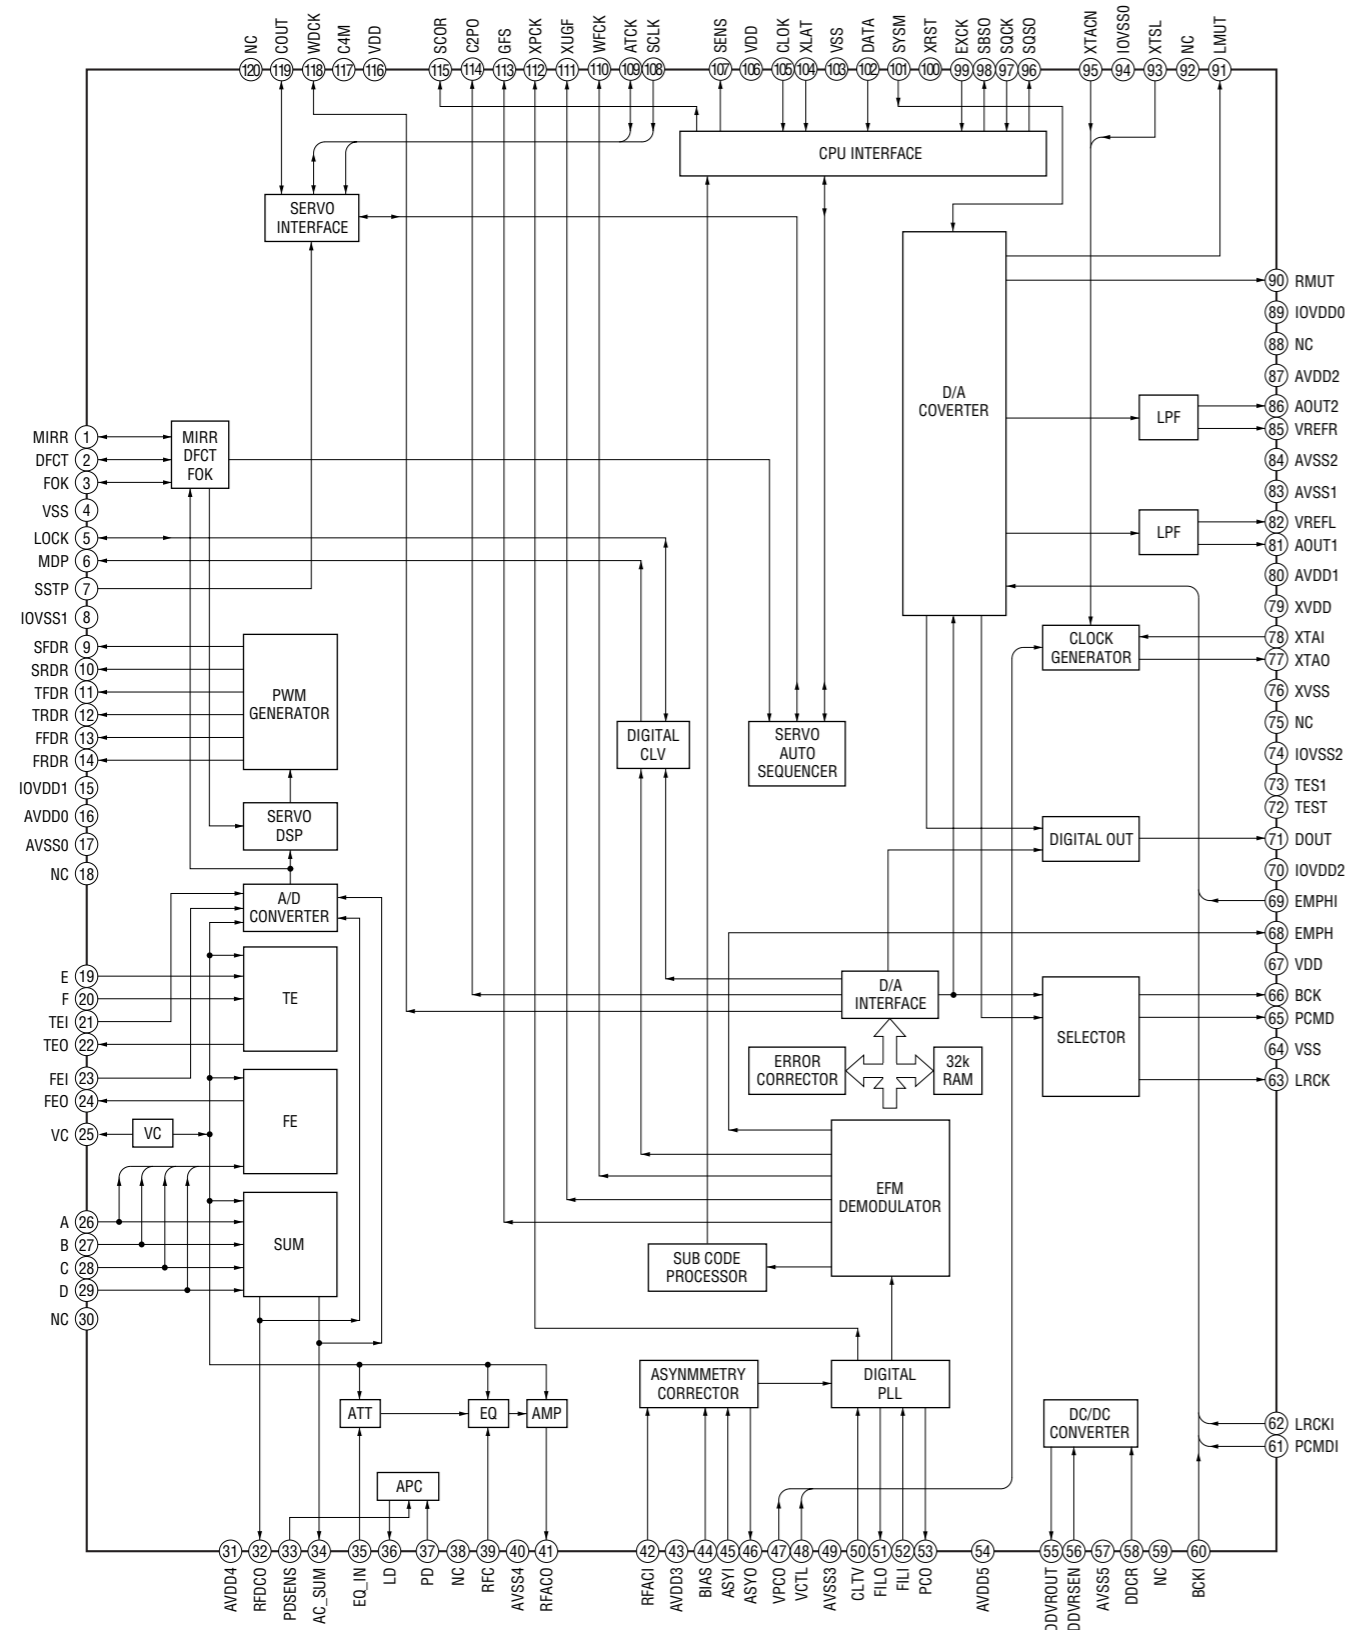 NC
COUT
WDCK
C4M
VDD
SCOR
C2PO
GFS
XPCK
XUGF
WFCK
ATCK
SCLK
SENS
VDD
CLOK
XLAT
VSS
DATA
SYSM
XRST
EXCK
SBSO
SQCK
SQSO
XTACN
IOVSS0
XTSL
NC
LMUT
120
119
118
117
116
115
114
113
112
111
110
109
108
107
106
105
104
103
102
101
100
99
98
97
96
95
94
93
92
91
CPU INTERFACE
SERVO
INTERFACE
D/A
COVERTER
90 RMUT
89 IOVDD0
88 NC
87 AVDD2
86 AOUT2
85 VREFR
84 AVSS2
83 AVSS1
82 VREFL
81 AOUT1
80 AVDD1
79 XVDD
78 XTAI
77 XTAO
76 XVSS
75 NC
74 IOVSS2
73 TES1
72 TEST
71 DOUT
70 IOVDD2
69 EMPHI
68 EMPH
67 VDD
66 BCK
65 PCMD
64 VSS
63 LRCK
62 LRCKI
61 PCMDI
LPF
LPF
CLOCK
GENERATOR
MIRR
DFCT
FOK
MIRR 1
DFCT 2
FOK 3
VSS 4
LOCK 5
MDP 6
SSTP 7
IOVSS1 8
SFDR 9
SRDR 10
TFDR 11
TRDR 12
FFDR 13
FRDR 14
IOVDD1 15
AVDD0 16
AVSS0 17
NC 18
E 19
F 20
TEI 21
TEO 22
FEI 23
FEO 24
VC 25
A 26
B 27
C 28
D 29
NC 30
PWM
GENERATOR
DIGITAL
CLV
SERVO
AUTO
SEQUENCER
SERVO
DSP
DIGITAL OUT
A/D
CONVERTER
TE
D/A
INTERFACE
SELECTOR
ERROR
CORRECTOR
32k
RAM
FE
VC
EFM
DEMODULATOR
SUM
SUB CODE
PROCESSOR
ASYNMMETRY
CORRECTOR
DIGITAL
PLL
ATT
EQ
AMP
DC/DC
CONVERTER
APC
31
32
33
34
35
36
37
38
39
40
41
42
43
44
45
46
47
48
49
50
51
52
53
54
55
56
57
58
59
60
AVDD4
RFDCO
PDSENS
AC_SUM
EQ_IN
LD
PD
NC
RFC
AVSS4
RFACO
RFACI
AVDD3
BIAS
ASYI
ASYO
VPCO
VCTL
AVSS3
CLTV
FILO
FILI
PCO
AVDD5
DDVROUT
DDVRSEN
AVSS5
DDCR
NC
BCKI